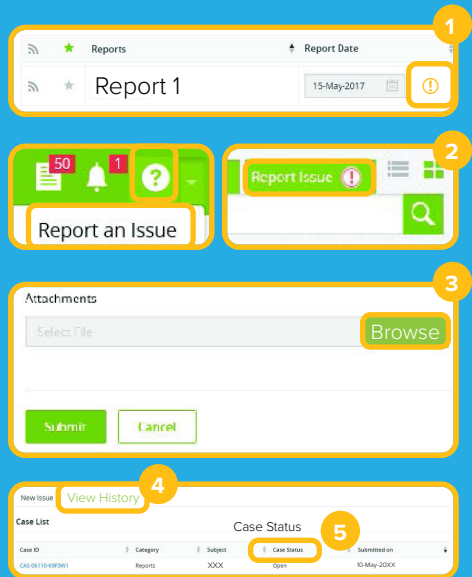 1
Reports Report Date
Report 1 15-May-2017
2
50 1 ?
Report an Issue
Report Issue !
3
Attachments
Select File Browse
Submit Cancel
4
New Issue View History
Case List
Case Status 5
Case ID Category Subject Case Status Submitted on
CAS-06110-K9F3W1 Reports XXX Open 10-May-20XX